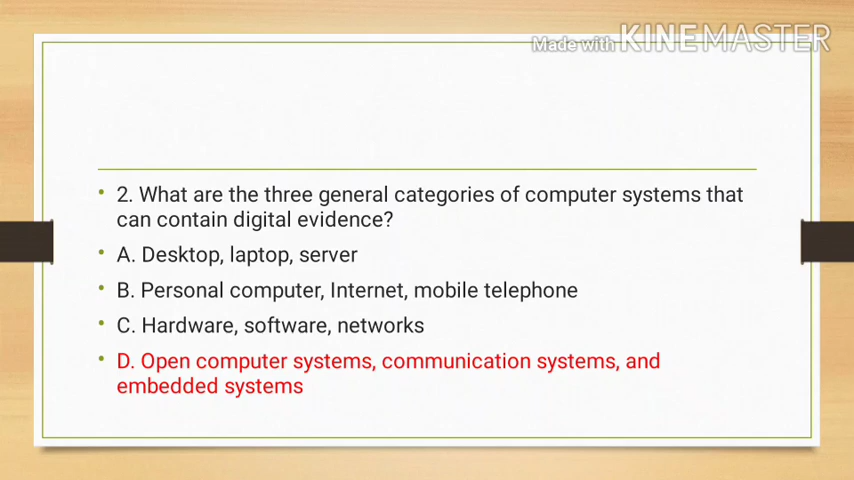 Made with KINEMASTER
• 2. What are the three general categories of computer systems that
can contain digital evidence?
• A. Desktop, laptop, server
• B. Personal computer, Internet, mobile telephone
• C. Hardware, software, networks
• D. Open computer systems, communication systems, and
embedded systems